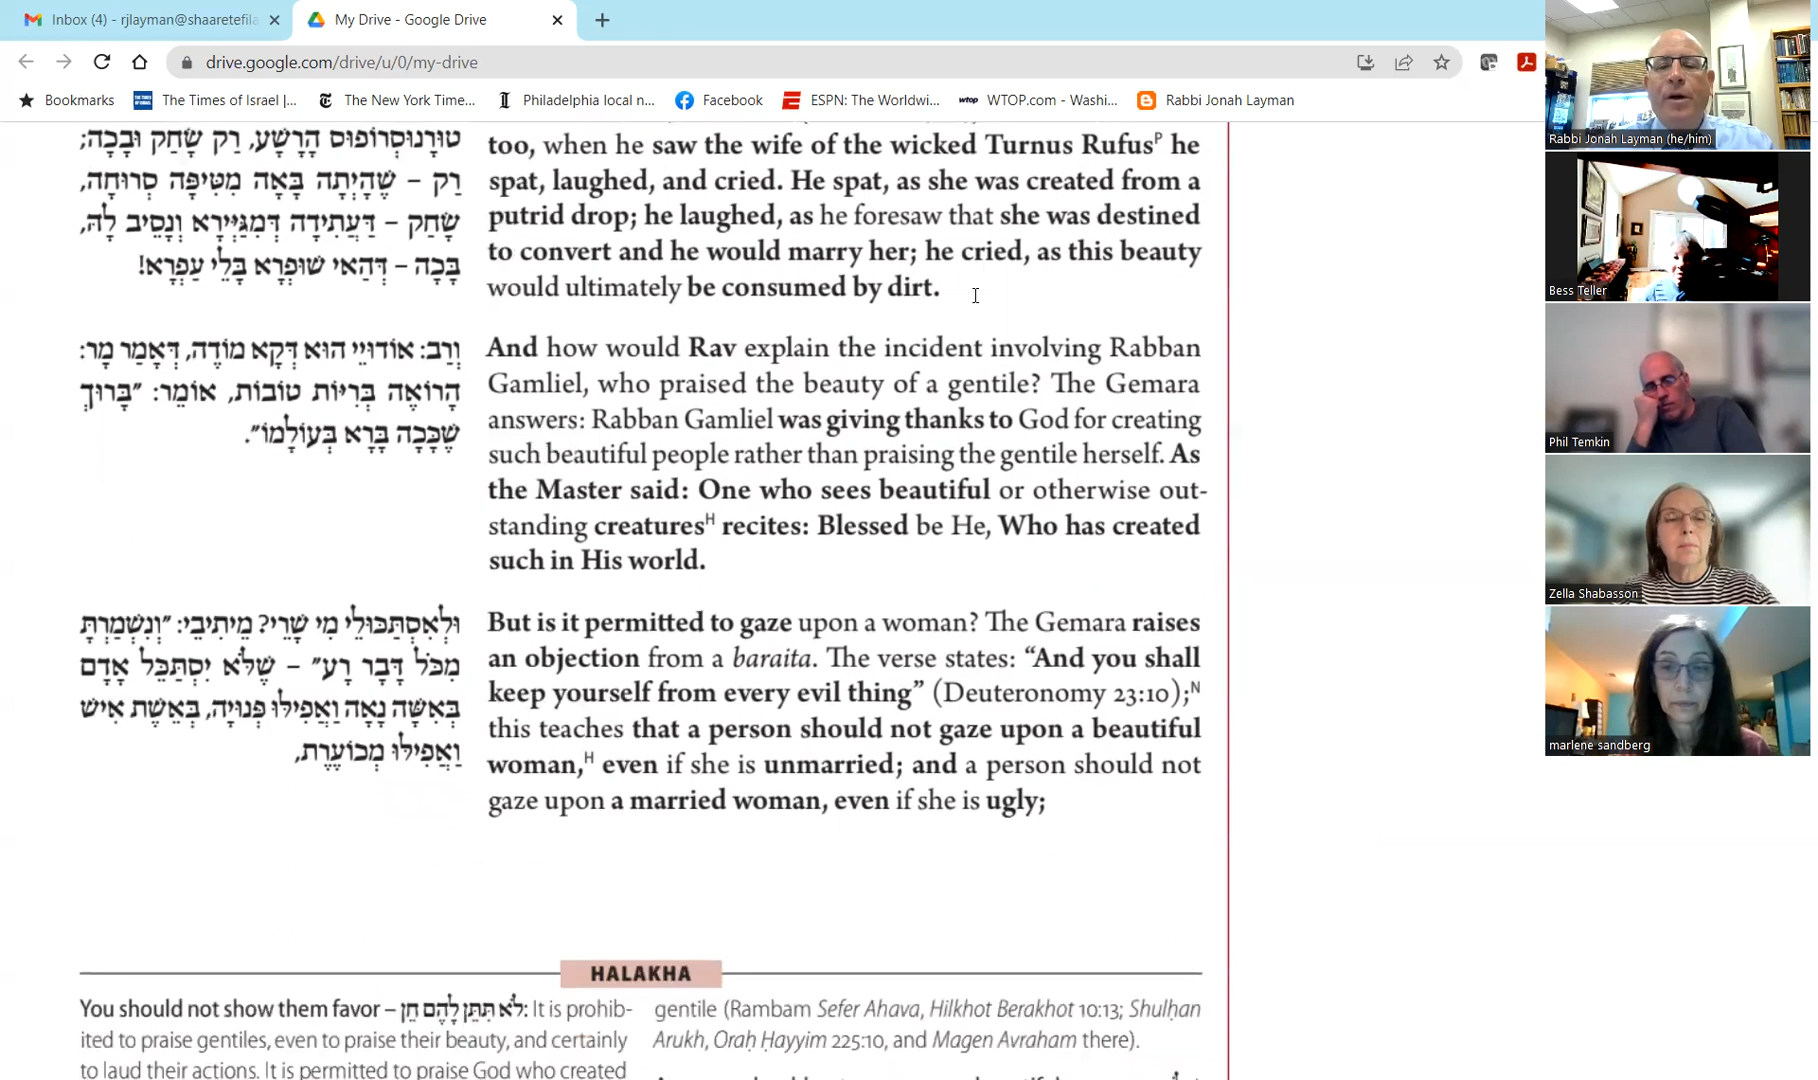 Inbox (4) - rjlayman@shaaretefila
My Drive - Google Drive
drive.google.com/drive/u/0/my-drive
Bookmarks
The Times of Israel |...
The New York Time...
Philadelphia local n...
Facebook
ESPN: The Worldwi...
WTOP.com - Washi...
Rabbi Jonah Layman
טוּרְנוּסְרוֹפוּס הָרָשָׁע, רַק שָׂחַק וּבָכָה;
רַק – שֶׁהָיְתָה בָּאָה מִטִּיפָּה סְרוּחָה,
שָׂחַק – דַּעֲתִידָה דְּמִגַּיְּירָא וְנָסֵיב לָהּ,
בָּכָה – דְּהַאי שׁוּפְרָא בָּלֵי עַפְרָא!
too, when he saw the wife of the wicked Turnus Rufusᴾ he
spat, laughed, and cried. He spat, as she was created from a
putrid drop; he laughed, as he foresaw that she was destined
to convert and he would marry her; he cried, as this beauty
would ultimately be consumed by dirt.
וְרַב: אוֹדוּיֵי הוּא דְּקָא מוֹדֶה, דְּאָמַר מָר:
הָרוֹאֶה בְּרִיּוֹת טוֹבוֹת, אוֹמֵר: ״בָּרוּךְ
שֶׁכָּכָה בָּרָא בְּעוֹלָמוֹ״.
And how would Rav explain the incident involving Rabban
Gamliel, who praised the beauty of a gentile? The Gemara
answers: Rabban Gamliel was giving thanks to God for creating
such beautiful people rather than praising the gentile herself. As
the Master said: One who sees beautiful or otherwise out-
standing creaturesᴴ recites: Blessed be He, Who has created
such in His world.
וּלְאִסְתַּכּוּלֵי מִי שָׁרֵי? מֵיתִיבִי: ״וְנִשְׁמַרְתָּ
מִכֹּל דָּבָר רָע״ – שֶׁלֹּא יִסְתַּכֵּל אָדָם
בְּאִשָּׁה נָאָה וַאֲפִילּוּ פְּנוּיָה, בְּאֵשֶׁת אִישׁ
וַאֲפִילּוּ מְכוֹעֶרֶת,
But is it permitted to gaze upon a woman? The Gemara raises
an objection from a baraita. The verse states: “And you shall
keep yourself from every evil thing” (Deuteronomy 23:10);ᴺ
this teaches that a person should not gaze upon a beautiful
woman,ᴴ even if she is unmarried; and a person should not
gaze upon a married woman, even if she is ugly;
HALAKHA
You should not show them favor – לֹא תִתֵּן לָהֶם חֵן: It is prohib-
ited to praise gentiles, even to praise their beauty, and certainly
to laud their actions. It is permitted to praise God who created
gentile (Rambam Sefer Ahava, Hilkhot Berakhot 10:13; Shulḥan
Arukh, Oraḥ Ḥayyim 225:10, and Magen Avraham there).
Rabbi Jonah Layman (he/him)
Bess Teller
Phil Temkin
Zella Shabasson
marlene sandberg